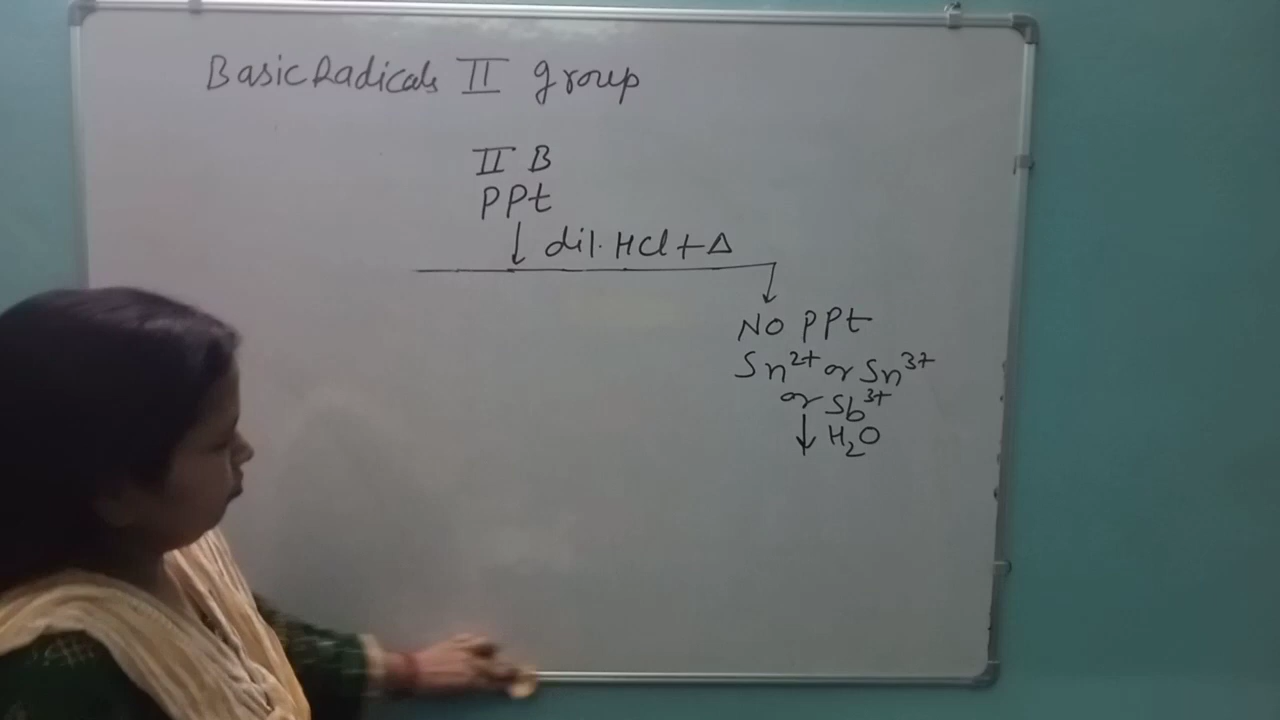 Basic Radicals II group
II B
PPt
↓ dil. HCl + Δ
NO PPt
Sn²⁺ or Sn³⁺
or Sb³⁺
↓ H₂O